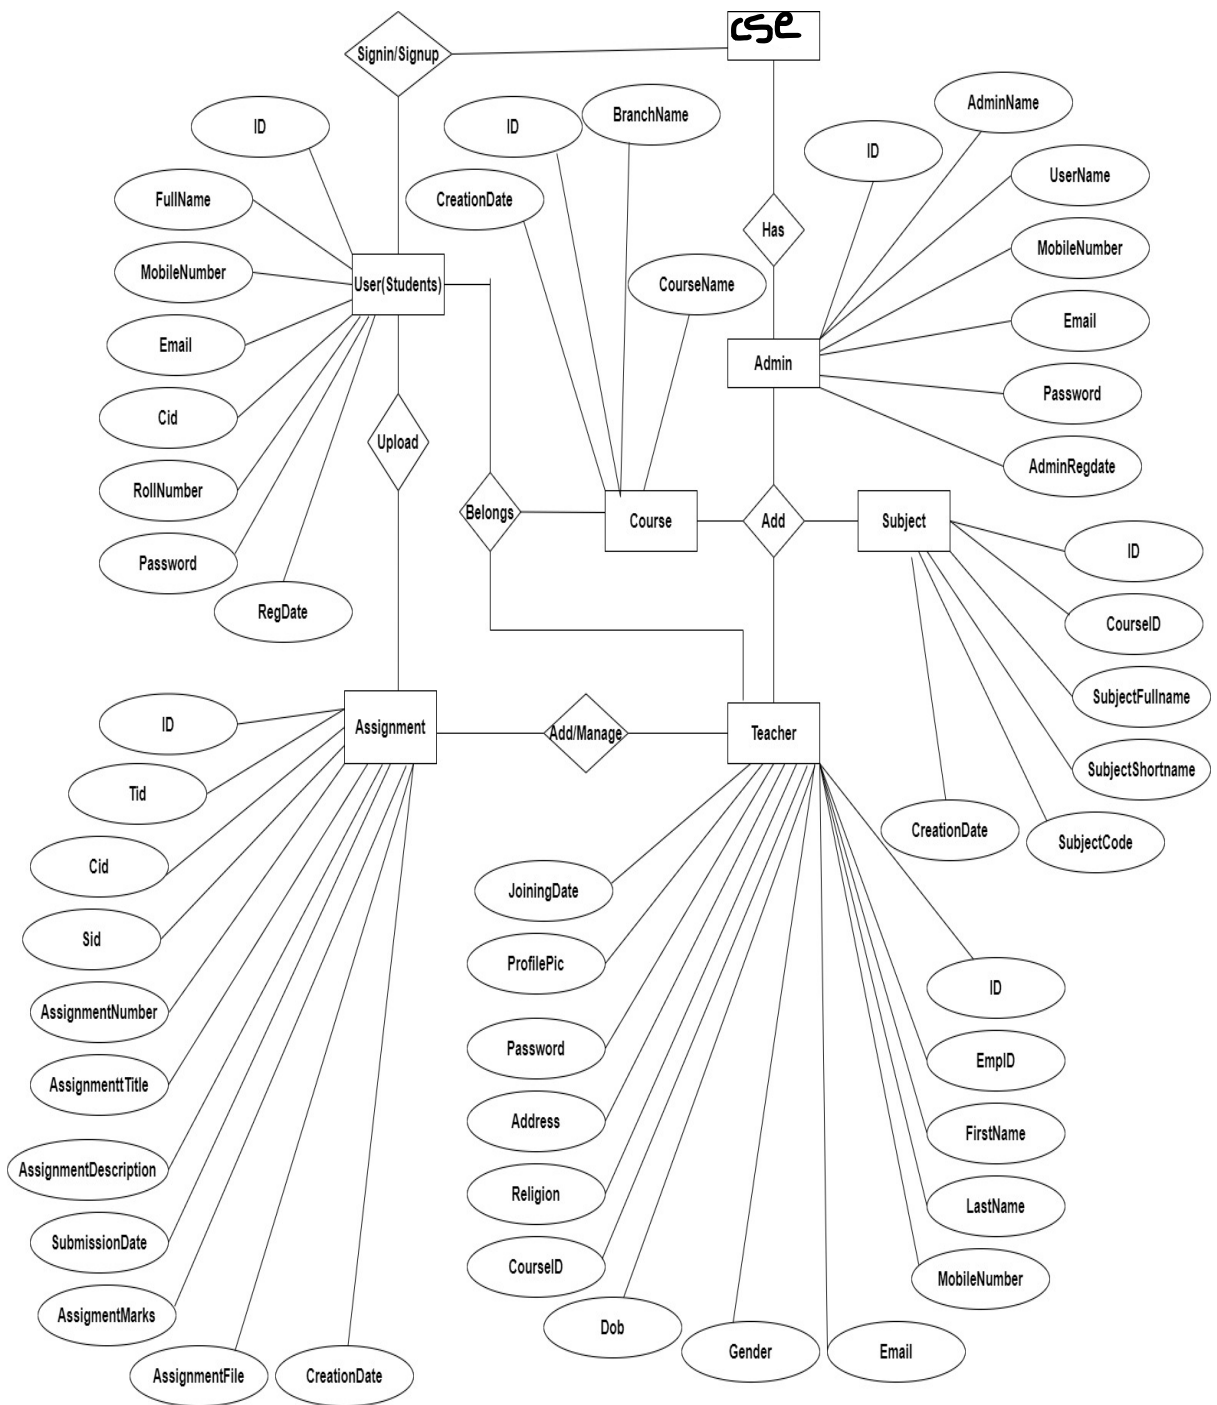 cse
Signin/Signup
AdminName
BranchName
ID
ID
ID
UserName
FullName
CreationDate
Has
MobileNumber
MobileNumber
User(Students)
CourseName
Email
Email
Admin
Password
Cid
Upload
AdminRegdate
RollNumber
Belongs
Course
Add
Subject
ID
Password
RegDate
CourseID
SubjectFullname
ID
Assignment
Add/Manage
Teacher
SubjectShortname
Tid
CreationDate
SubjectCode
Cid
JoiningDate
Sid
ProfilePic
ID
AssignmentNumber
Password
EmpID
AssignmenttTitle
Address
FirstName
AssignmentDescription
Religion
LastName
SubmissionDate
CourseID
MobileNumber
AssigmentMarks
Dob
Gender
Email
AssignmentFile
CreationDate